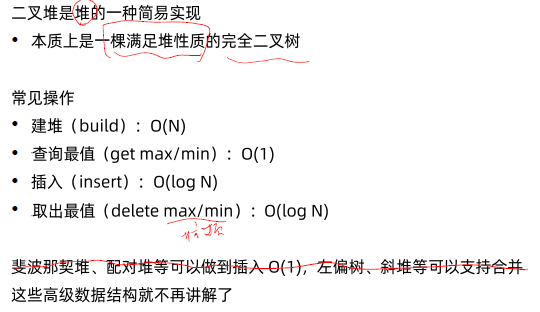 二叉堆是堆的一种简易实现
• 本质上是一棵满足堆性质的完全二叉树
常见操作
• 建堆（build）：O(N)
• 查询最值（get max/min）：O(1)
• 插入（insert）：O(log N)
• 取出最值（delete max/min）：O(log N)
斐波那契堆、配对堆等可以做到插入 O(1)，左偏树、斜堆等可以支持合并
这些高级数据结构就不再讲解了